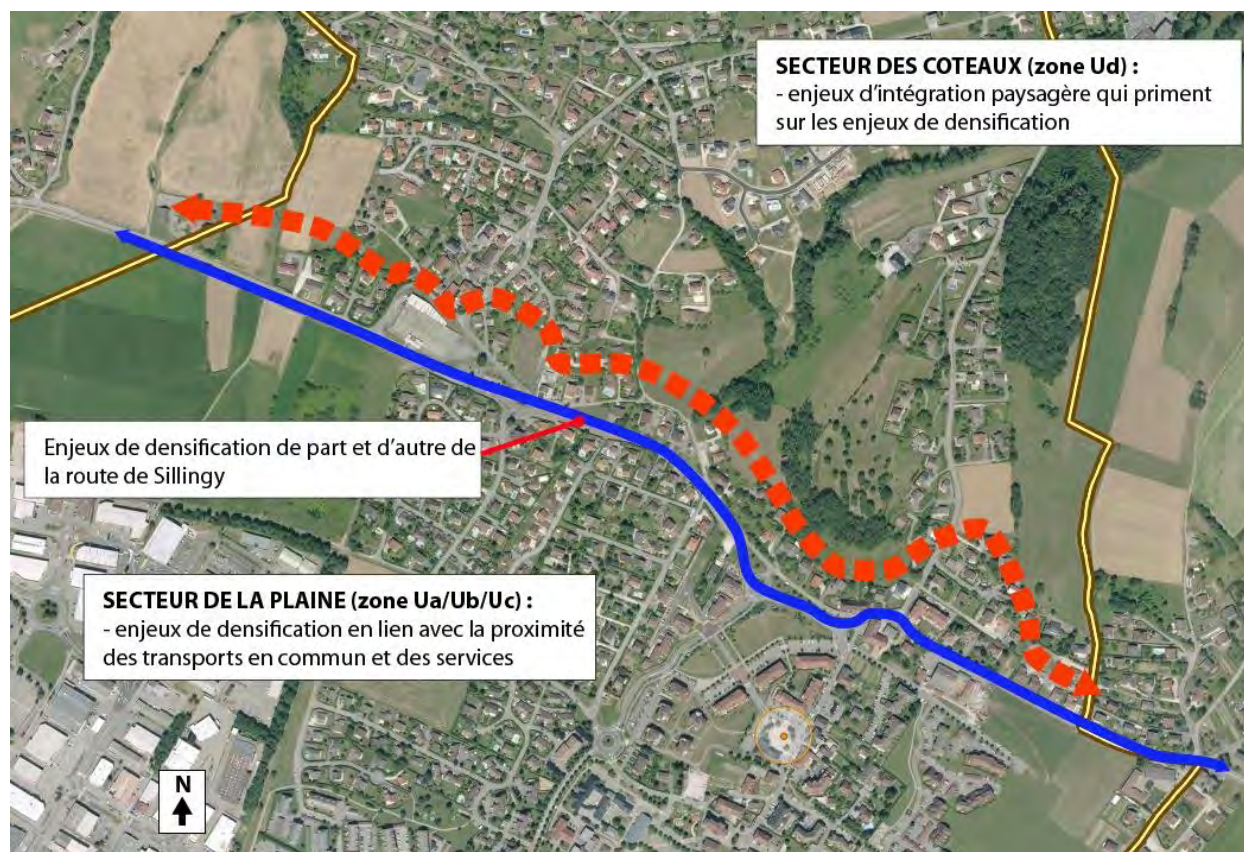 SECTEUR DES COTEAUX (zone Ud) :
- enjeux d'intégration paysagère qui priment
sur les enjeux de densification
Enjeux de densification de part et d'autre de
la route de Sillingy
SECTEUR DE LA PLAINE (zone Ua/Ub/Uc) :
- enjeux de densification en lien avec la proximité
des transports en commun et des services
N